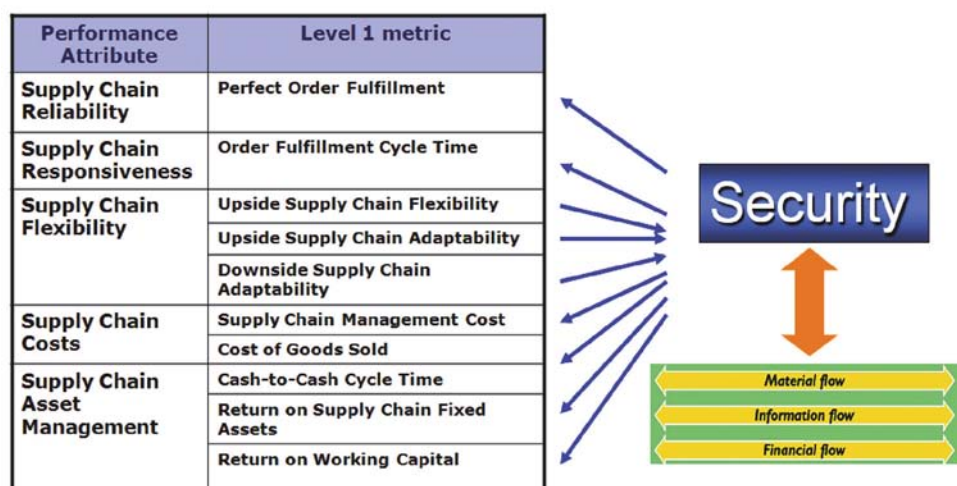 Performance Attribute
Level 1 metric
Supply Chain Reliability
Perfect Order Fulfillment
Supply Chain Responsiveness
Order Fulfillment Cycle Time
Supply Chain Flexibility
Upside Supply Chain Flexibility
Upside Supply Chain Adaptability
Downside Supply Chain Adaptability
Supply Chain Costs
Supply Chain Management Cost
Cost of Goods Sold
Supply Chain Asset Management
Cash-to-Cash Cycle Time
Return on Supply Chain Fixed Assets
Return on Working Capital
Security
Material flow
Information flow
Financial flow